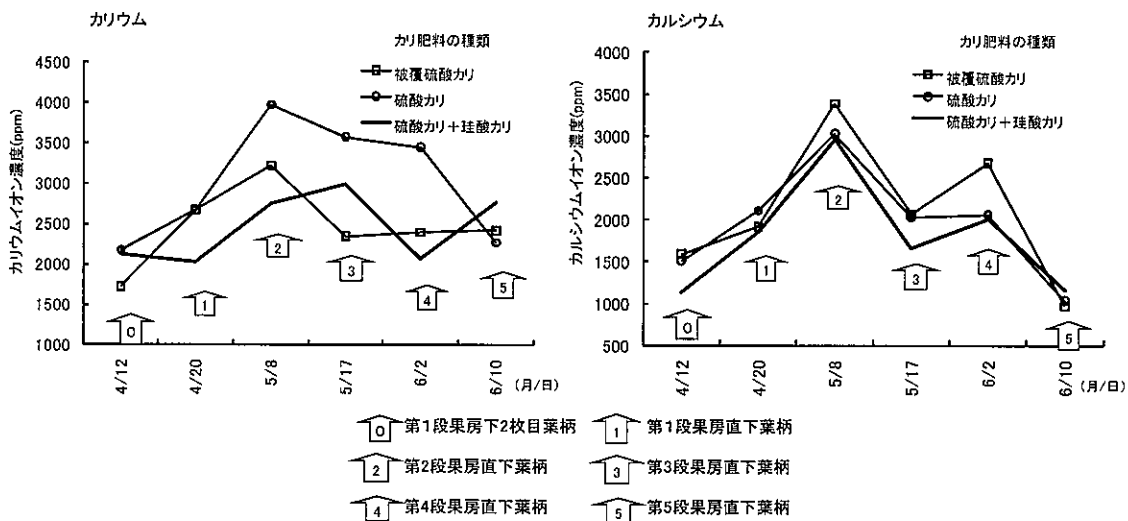 カリウム
カリ肥料の種類
被覆硫酸カリ
硫酸カリ
硫酸カリ+珪酸カリ
カリウムイオン濃度(ppm)
4500
4000
3500
3000
2500
2000
1500
1000
0
1
2
3
4
5
4/12
4/20
5/8
5/17
6/2
6/10
(月/日)
カルシウム
カリ肥料の種類
被覆硫酸カリ
硫酸カリ
硫酸カリ+珪酸カリ
カルシウムイオン濃度(ppm)
4000
3500
3000
2500
2000
1500
1000
500
0
1
2
3
4
5
4/12
4/20
5/8
5/17
6/2
6/10
(月/日)
0 第1段果房下2枚目葉柄
1 第1段果房直下葉柄
2 第2段果房直下葉柄
3 第3段果房直下葉柄
4 第4段果房直下葉柄
5 第5段果房直下葉柄